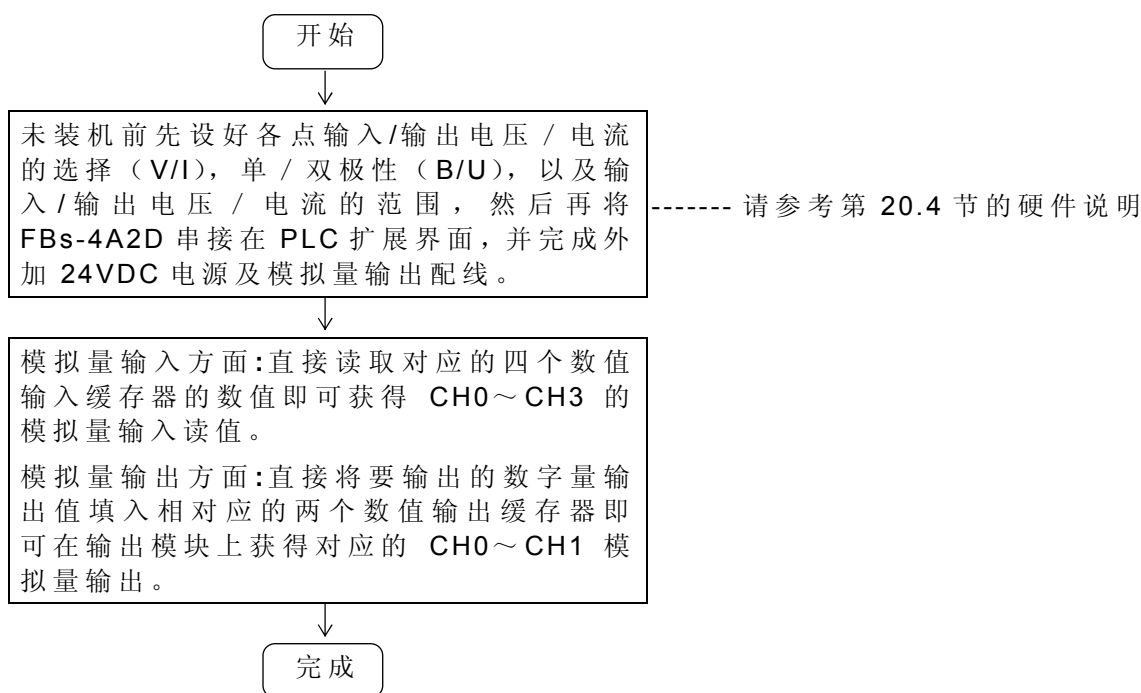 开始
未装机前先设好各点输入/输出电压／电流
的选择（V/I），单／双极性（B/U），以及输
入/输出电压／电流的范围，然后再将
FBs-4A2D 串接在 PLC 扩展界面，并完成外
加 24VDC 电源及模拟量输出配线。
------- 请参考第 20.4 节的硬件说明
模拟量输入方面:直接读取对应的四个数值
输入缓存器的数值即可获得 CH0～CH3 的
模拟量输入读值。
模拟量输出方面:直接将要输出的数字量输
出值填入相对应的两个数值输出缓存器即
可在输出模块上获得对应的 CH0～CH1 模
拟量输出。
完成